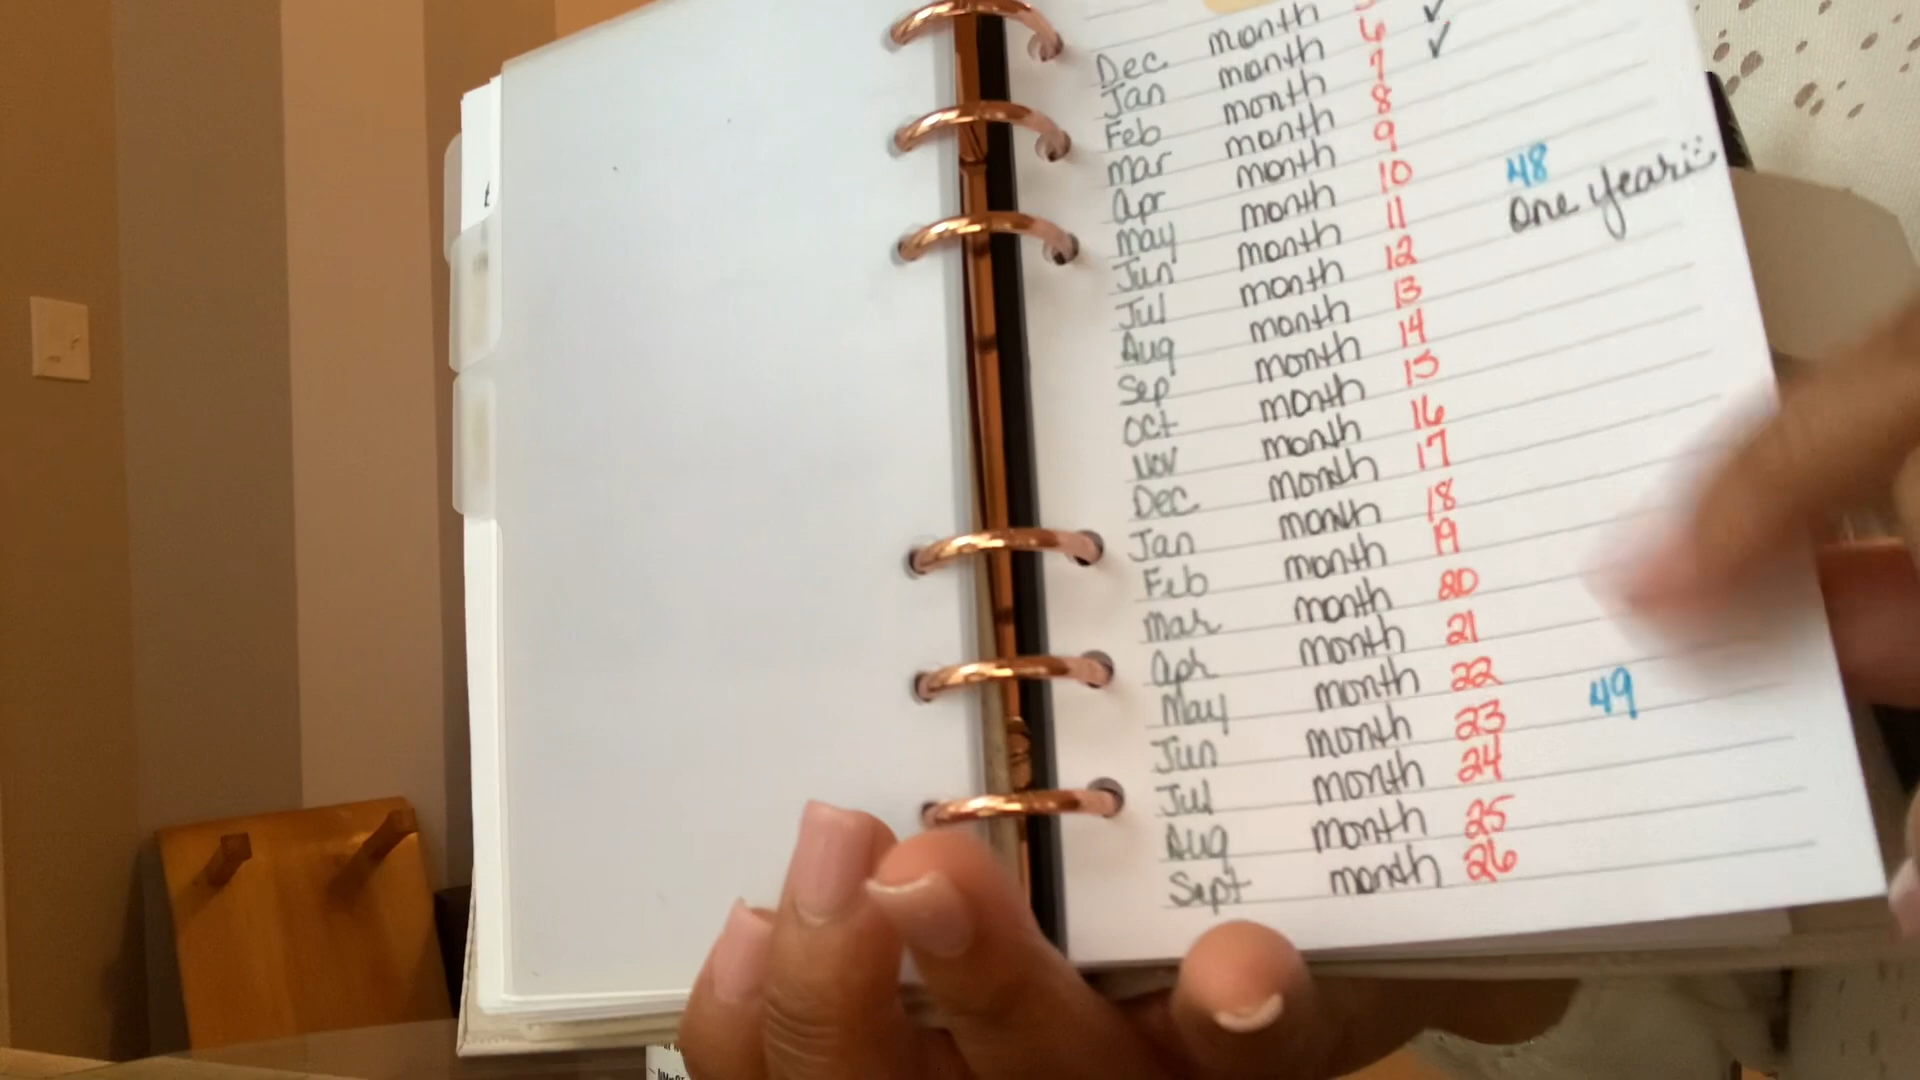 Dec month ✓
Jan month 6 ✓
Feb month 7
Mar month 8
Apr month 9
May month 10
Jun month 11 48
Jul month 12 One Year :)
Aug month 13
Sep month 14
Oct month 15
Nov month 16
Dec month 17
Jan month 18
Feb month 19
Mar month 20
Apr month 21
May month 22
Jun month 23 49
Jul month 24
Aug month 25
Sept month 26